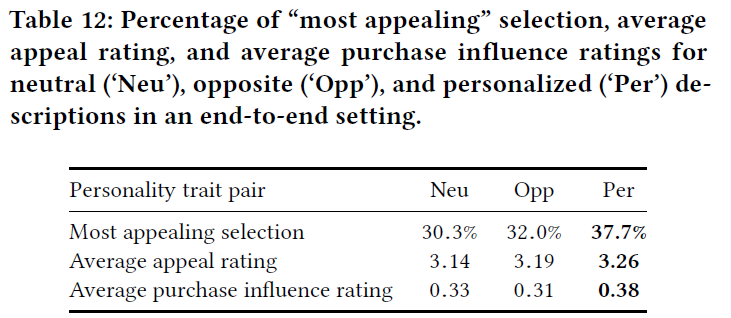 Table 12: Percentage of “most appealing” selection, average
appeal rating, and average purchase influence ratings for
neutral (‘Neu’), opposite (‘Opp’), and personalized (‘Per’) de-
scriptions in an end-to-end setting.
Personality trait pair Neu Opp Per
Most appealing selection 30.3% 32.0% 37.7%
Average appeal rating 3.14 3.19 3.26
Average purchase influence rating 0.33 0.31 0.38